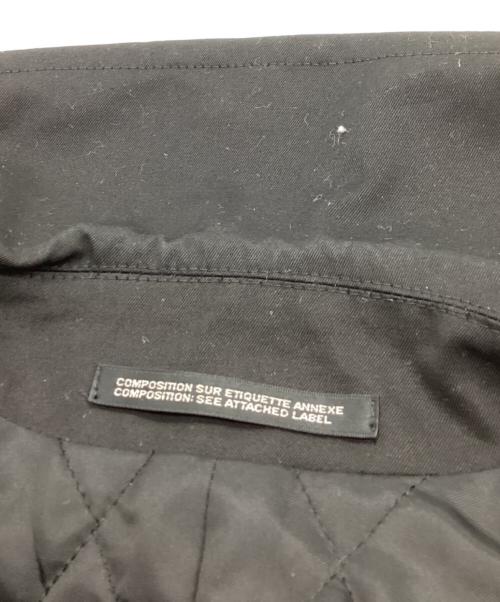 COMPOSITION SUR ETIQUETTE ANNEXE
COMPOSITION: SEE ATTACHED LABEL